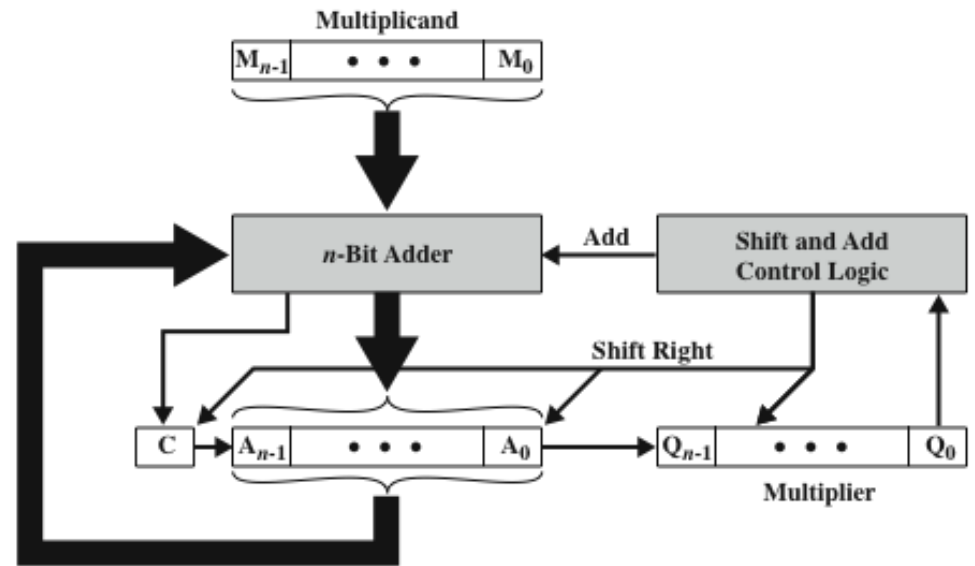 Multiplicand
Mn-1 • • • M0
n-Bit Adder
Add
Shift and Add
Control Logic
Shift Right
C
An-1 • • • A0
Qn-1 • • • Q0
Multiplier